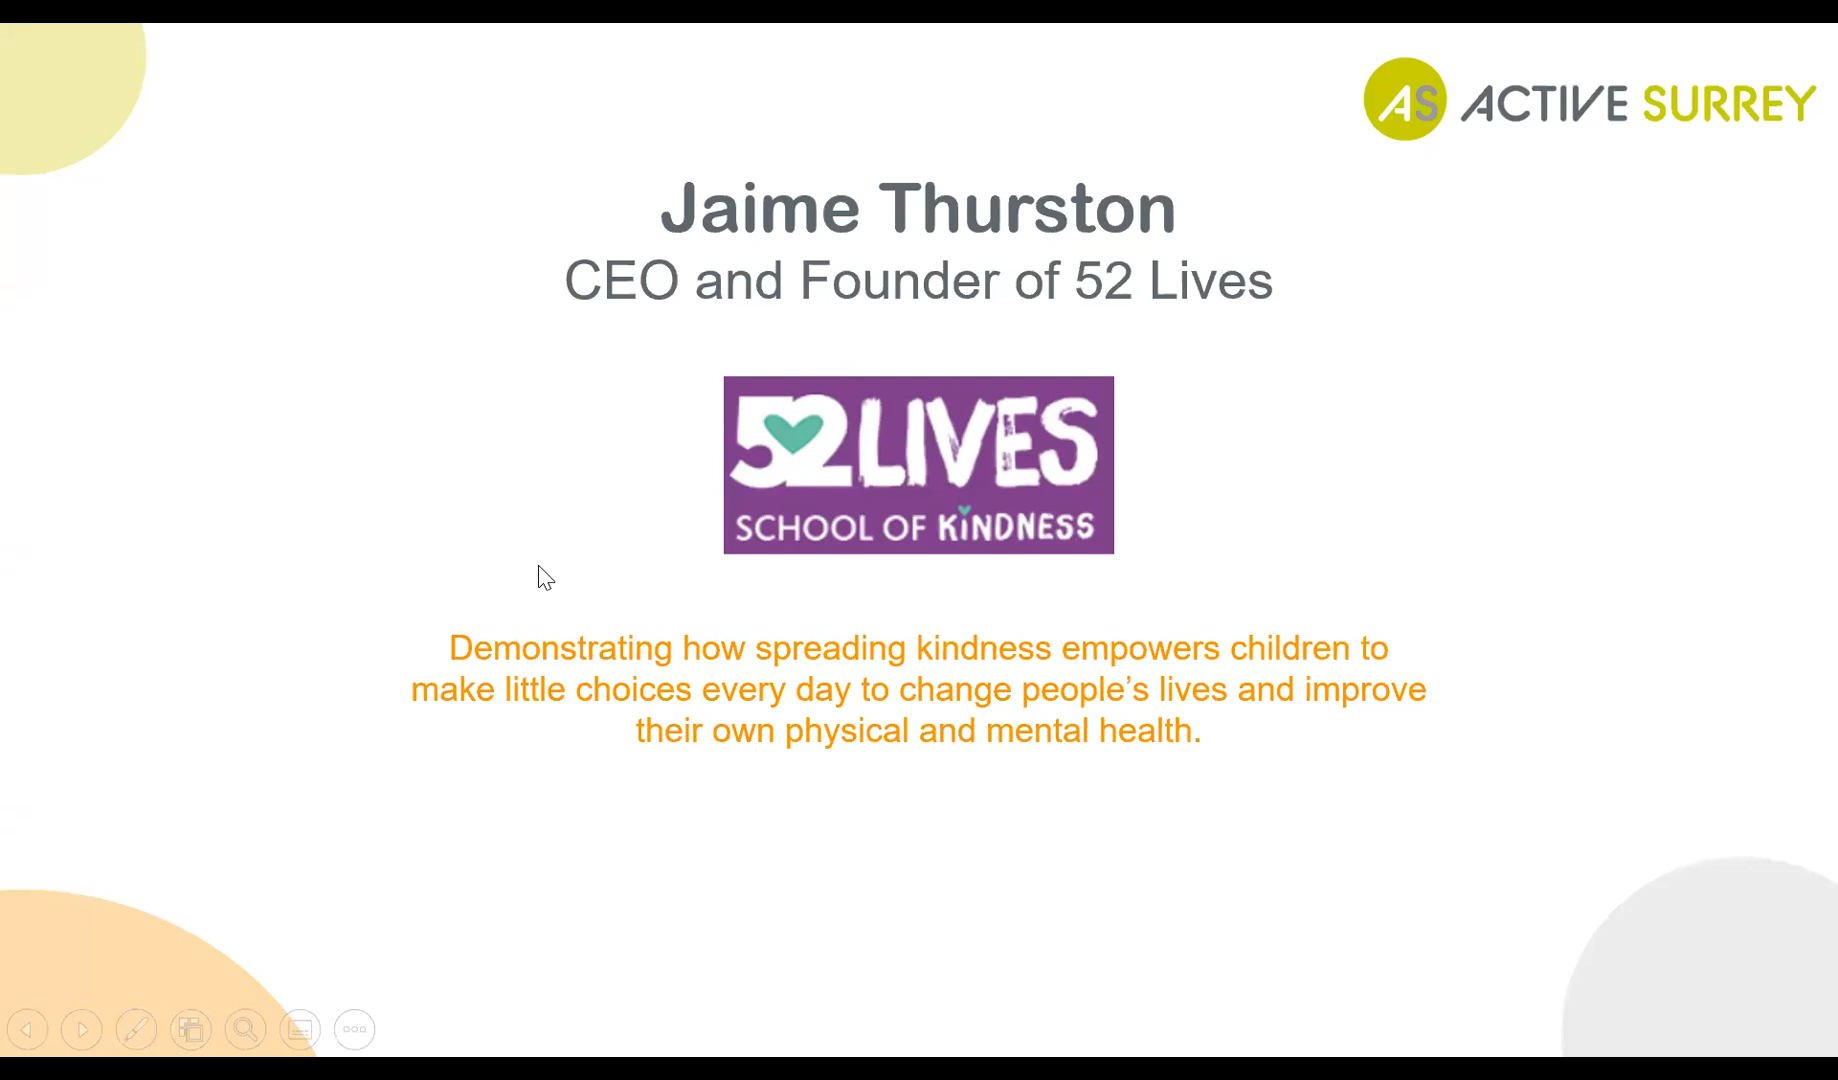 AS ACTIVE SURREY
Jaime Thurston
CEO and Founder of 52 Lives
52 LIVES
SCHOOL OF KiNDNESS
Demonstrating how spreading kindness empowers children to
make little choices every day to change people’s lives and improve
their own physical and mental health.